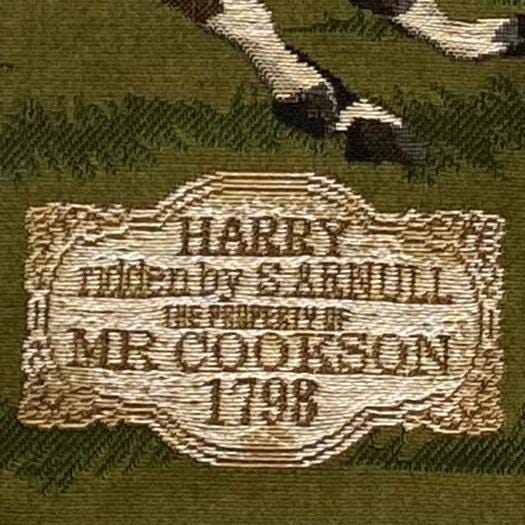 HARRY
ridden by S ARNULL
THE PROPERTY OF
MR COOKSON
1798